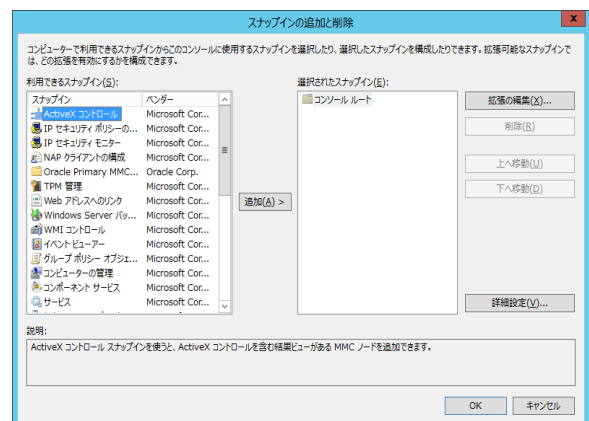 スナップインの追加と削除
x
コンピューターで利用できるスナップインからこのコンソールに使用するスナップインを選択したり、選択したスナップインを構成したりできます。拡張可能なスナップインで
は、どの拡張を有効にするかを構成できます。
利用できるスナップイン(S):
スナップイン ベンダー
ActiveX コントロール Microsoft Cor...
IP セキュリティ ポリシーの... Microsoft Cor...
IP セキュリティ モニター Microsoft Cor...
NAP クライアントの構成 Microsoft Cor...
Oracle Primary MMC... Oracle Corp.
TPM 管理 Microsoft Cor...
Web アドレスへのリンク Microsoft Cor...
Windows Server バッ... Microsoft Cor...
WMI コントロール Microsoft Cor...
イベント ビューアー Microsoft Cor...
グループ ポリシー オブジェ... Microsoft Cor...
コンピューターの管理 Microsoft Cor...
コンポーネント サービス Microsoft Cor...
サービス Microsoft Cor...
追加(A) >
選択されたスナップイン(E):
コンソール ルート
拡張の編集(X)...
削除(R)
上へ移動(U)
下へ移動(D)
詳細設定(V)...
説明:
ActiveX コントロール スナップインを使うと、ActiveX コントロールを含む結果ビューがある MMC ノードを追加できます。
OK
キャンセル